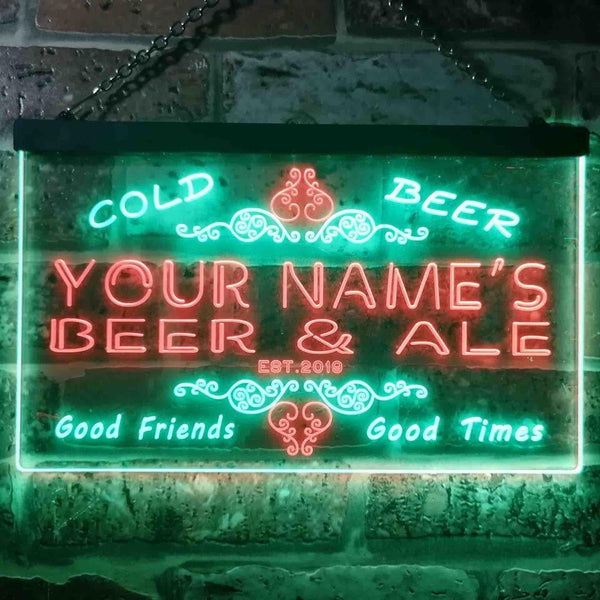 COLD BEER
YOUR NAME'S
BEER & ALE
EST.2019
Good Friends Good Times